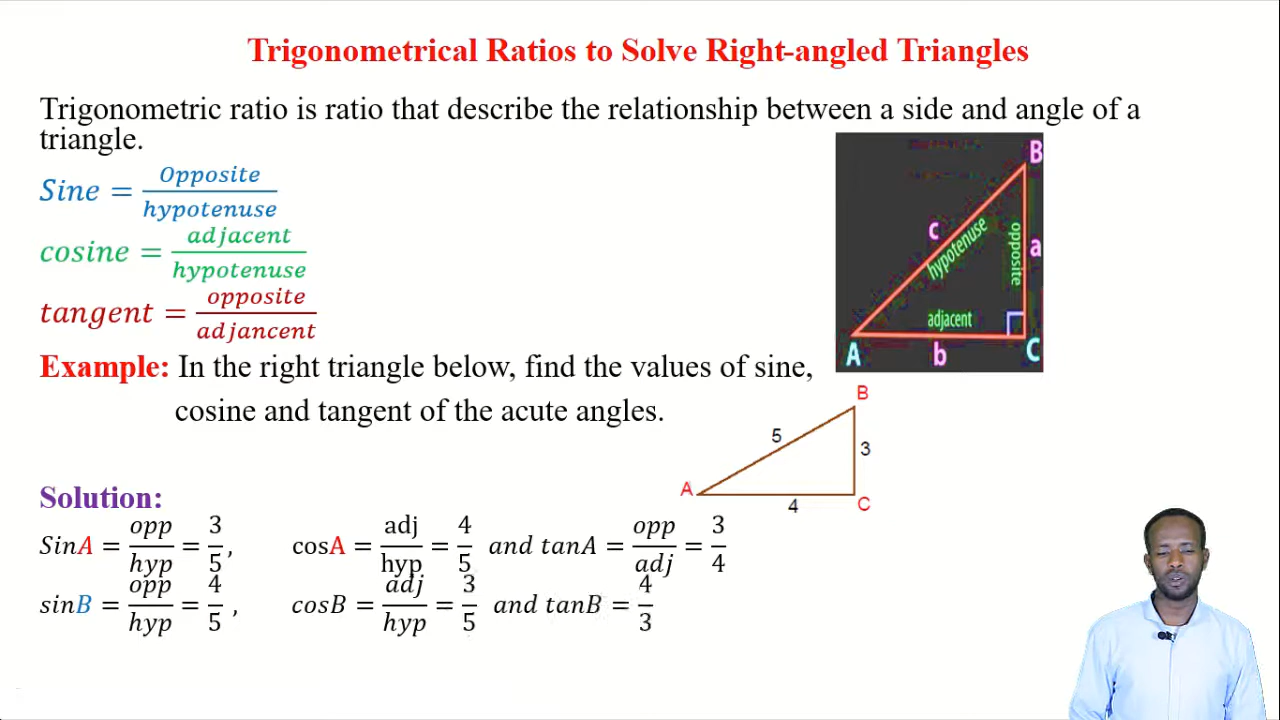 Trigonometrical Ratios to Solve Right-angled Triangles
Trigonometric ratio is ratio that describe the relationship between a side and angle of a
triangle.
Sine = Opposite/hypotenuse
cosine = adjacent/hypotenuse
tangent = opposite/adjancent
B
c
hypotenuse
opposite
a
adjacent
A
b
C
Example: In the right triangle below, find the values of sine,
cosine and tangent of the acute angles.
B
5
3
A
4
C
Solution:
SinA = opp/hyp = 3/5, cosA = adj/hyp = 4/5 and tanA = opp/adj = 3/4
sinB = opp/hyp = 4/5 , cosB = adj/hyp = 3/5 and tanB = 4/3